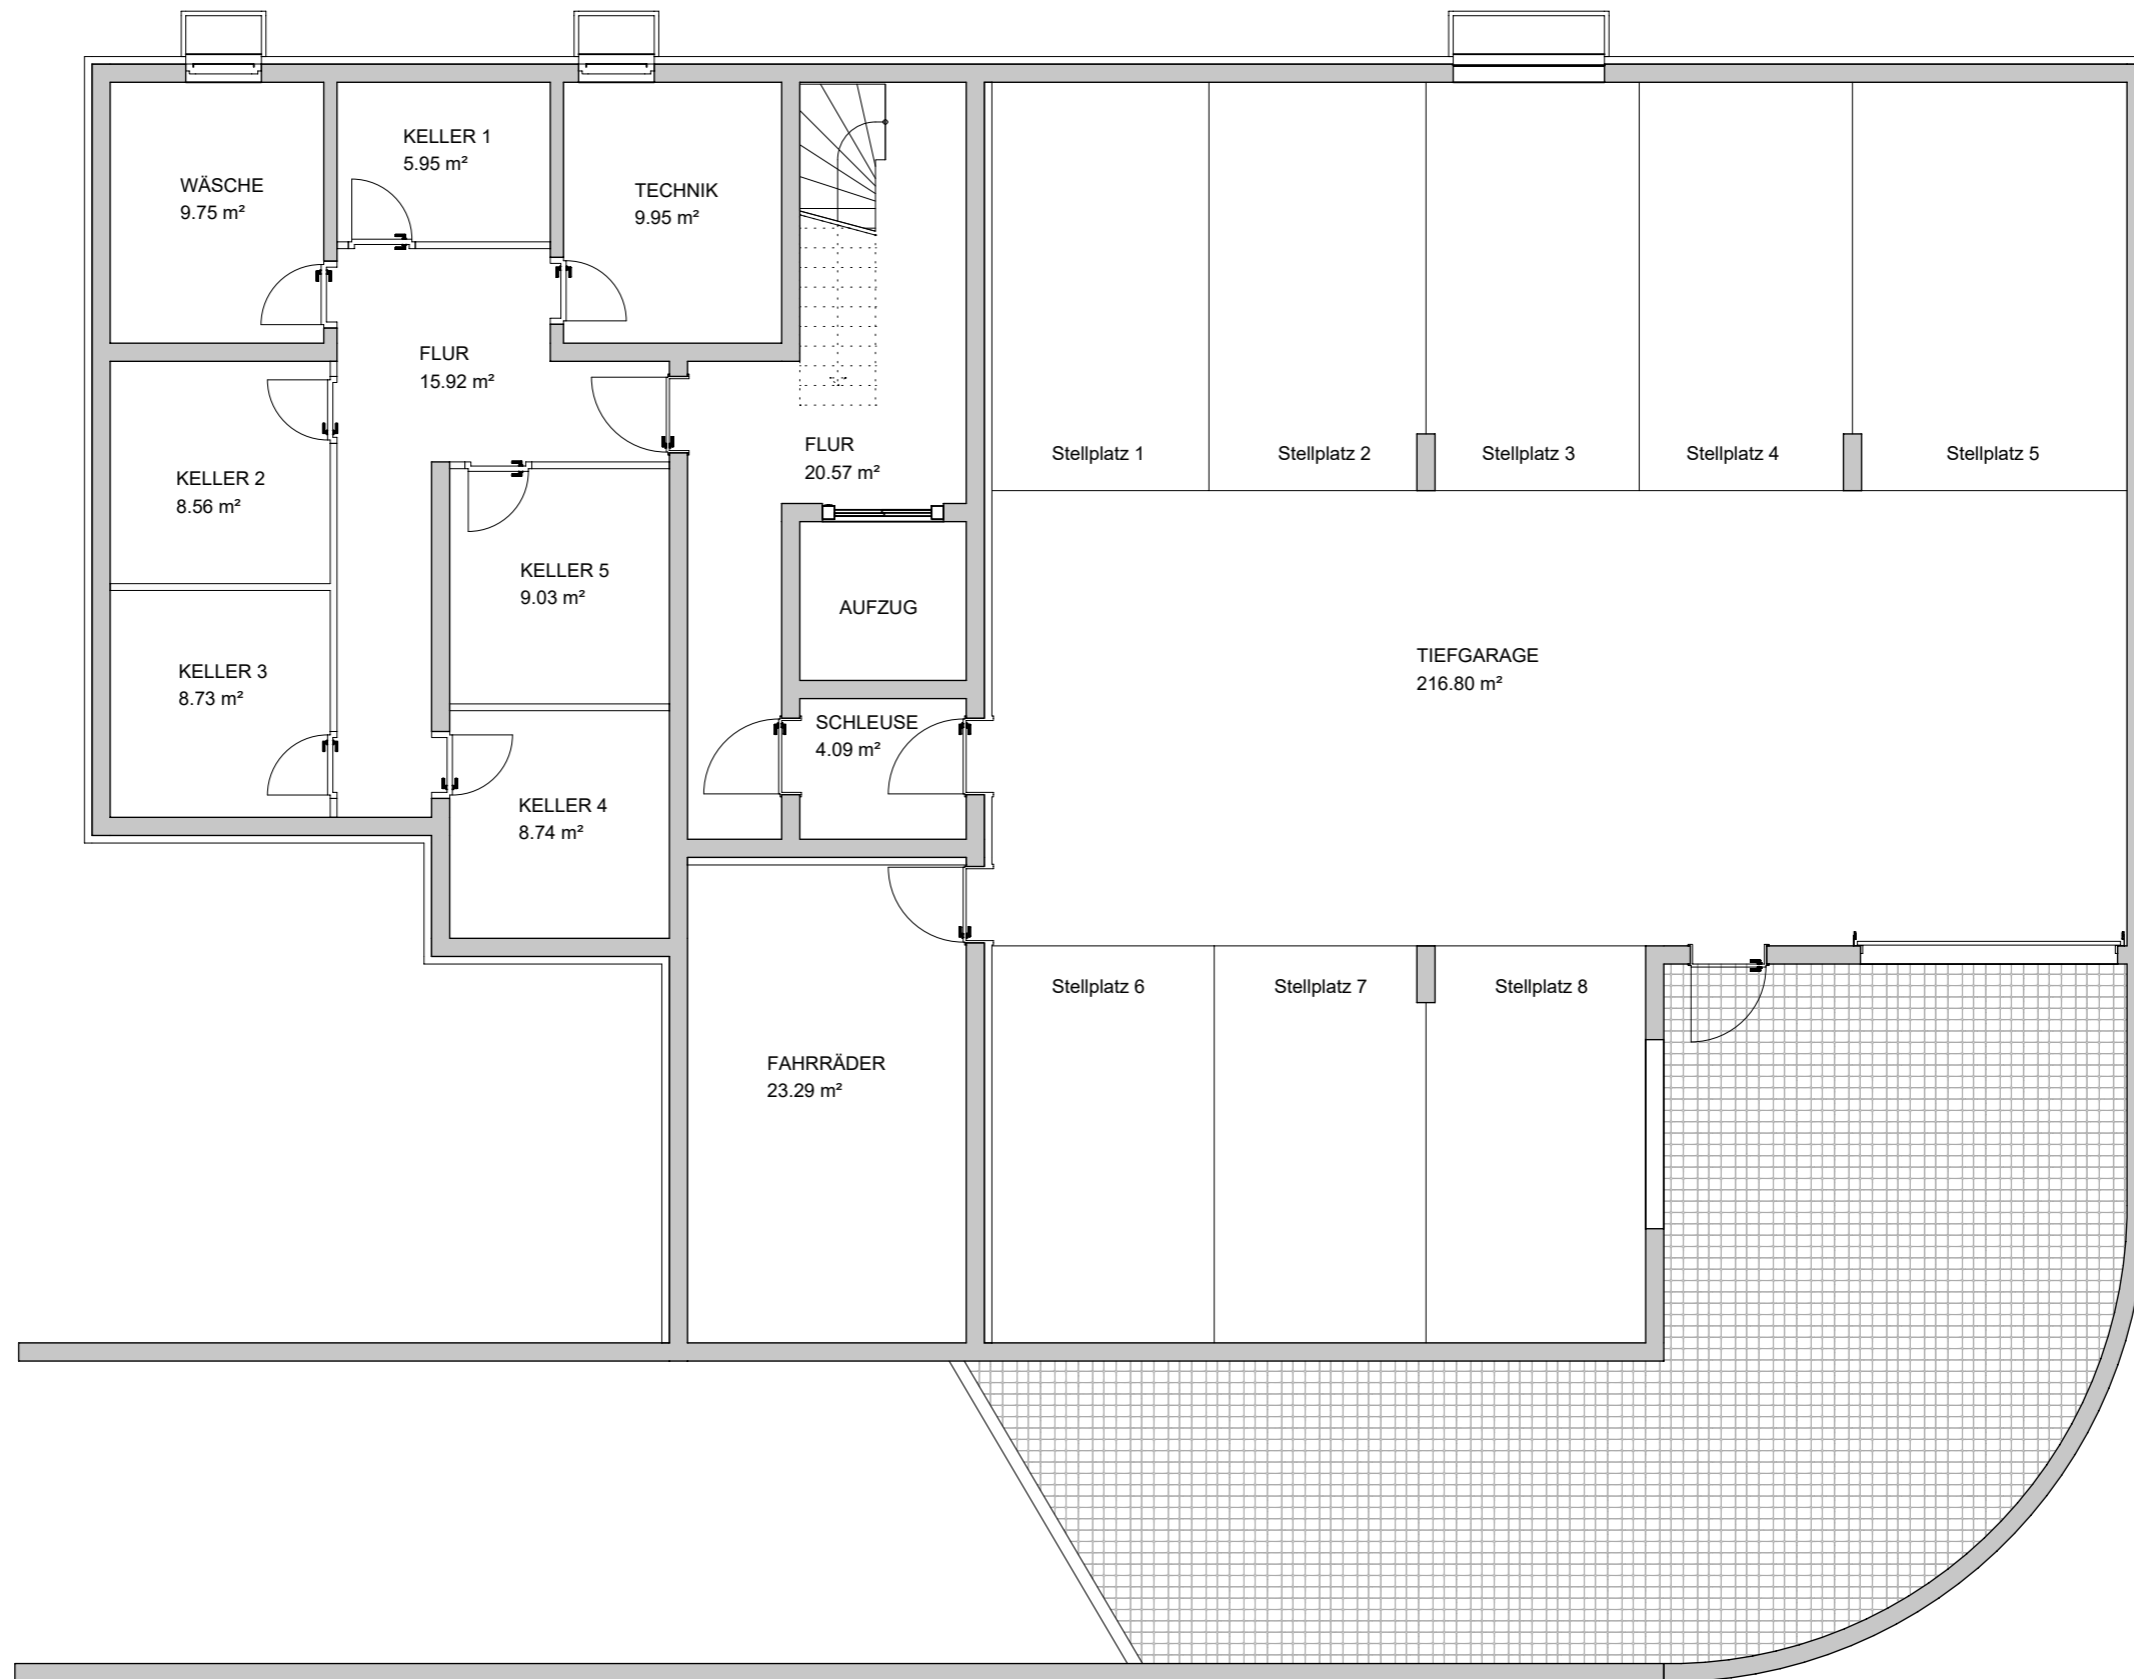 KELLER 1
5.95 m²
WÄSCHE
9.75 m²
TECHNIK
9.95 m²
FLUR
15.92 m²
FLUR
20.57 m²
Stellplatz 1
Stellplatz 2
Stellplatz 3
Stellplatz 4
Stellplatz 5
KELLER 2
8.56 m²
KELLER 5
9.03 m²
AUFZUG
TIEFGARAGE
216.80 m²
KELLER 3
8.73 m²
SCHLEUSE
4.09 m²
KELLER 4
8.74 m²
Stellplatz 6
Stellplatz 7
Stellplatz 8
FAHRRÄDER
23.29 m²